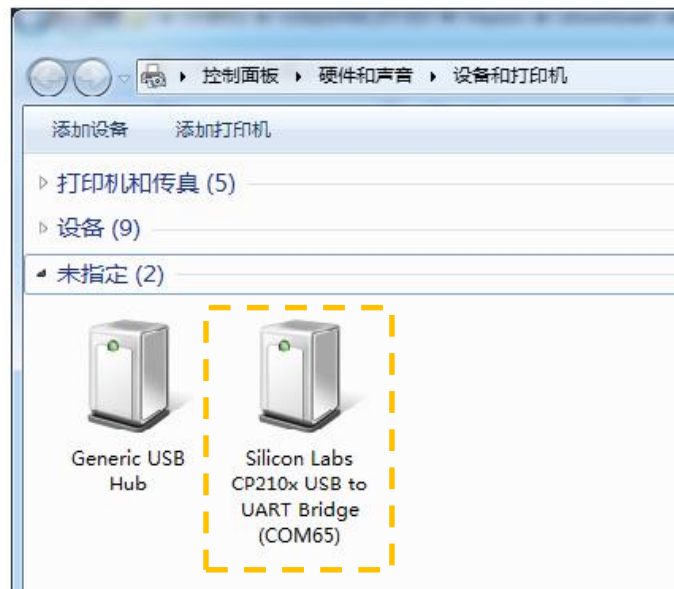 控制面板 ▸ 硬件和声音 ▸ 设备和打印机
添加设备 添加打印机
打印机和传真 (5)
设备 (9)
未指定 (2)
Generic USB
Hub
Silicon Labs
CP210x USB to
UART Bridge
(COM65)